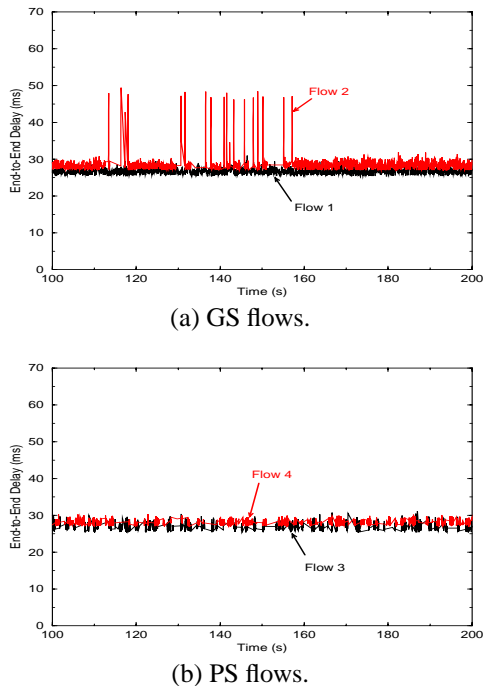 70
60
50
40
30
20
10
0
End-to-End Delay (ms)
Flow 2
Flow 1
100 120 140 160 180 200
Time (s)
(a) GS flows.
70
60
50
40
30
20
10
0
End-to-End Delay (ms)
Flow 4
Flow 3
100 120 140 160 180 200
Time (s)
(b) PS flows.